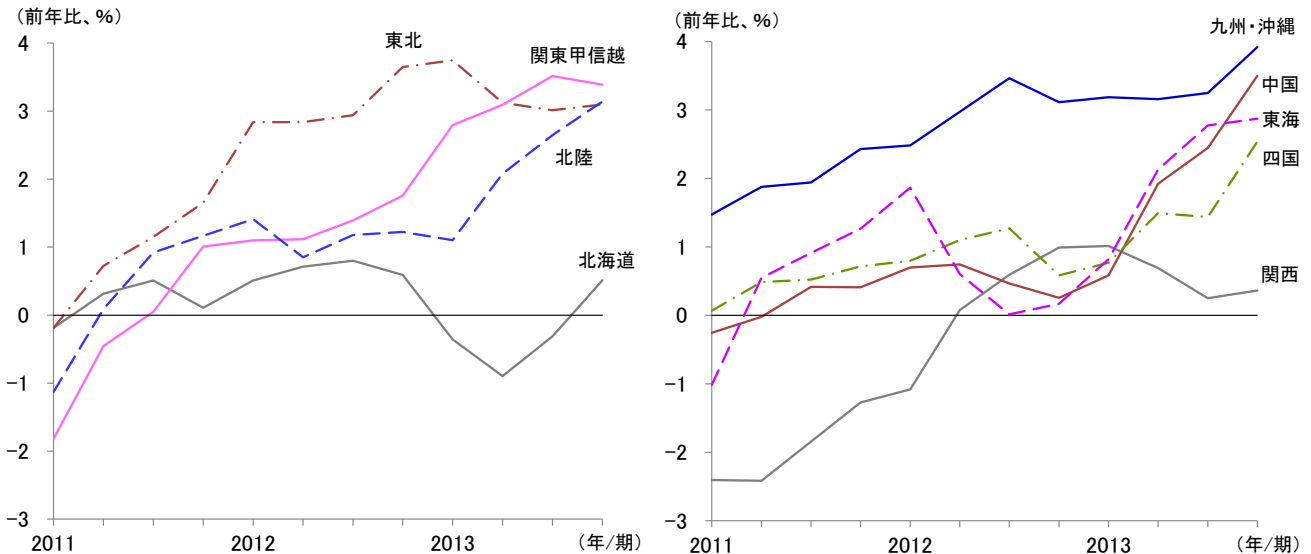 (前年比、%)
4
3
2
1
0
−1
−2
−3
2011
2012
2013
(年/期)
東北
関東甲信越
北陸
北海道
(前年比、%)
4
3
2
1
0
−1
−2
−3
2011
2012
2013
(年/期)
九州・沖縄
中国
東海
四国
関西